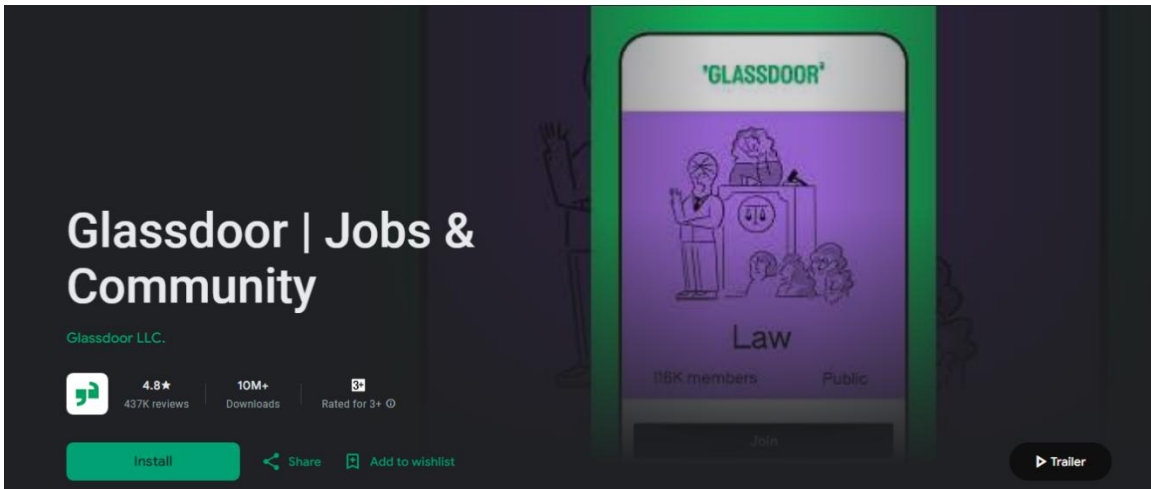 'GLASSDOOR'
Glassdoor | Jobs &
Community
Law
Glassdoor LLC.
116K members Public
4.8★ 10M+ 3+
437K reviews Downloads Rated for 3+
Join
Install Share Add to wishlist Trailer